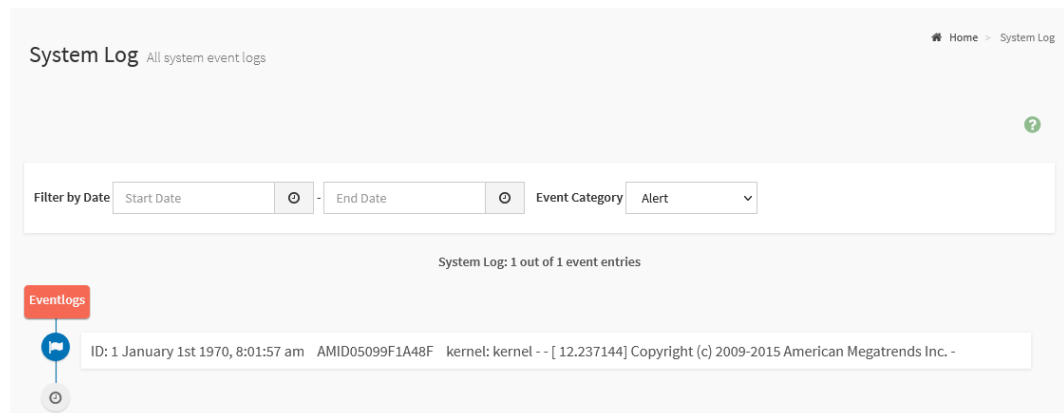 Home > System Log
System Log All system event logs
Filter by Date Start Date - End Date Event Category Alert
System Log: 1 out of 1 event entries
Eventlogs
ID: 1 January 1st 1970, 8:01:57 am AMID05099F1A48F kernel: kernel - - [ 12.237144] Copyright (c) 2009-2015 American Megatrends Inc. -